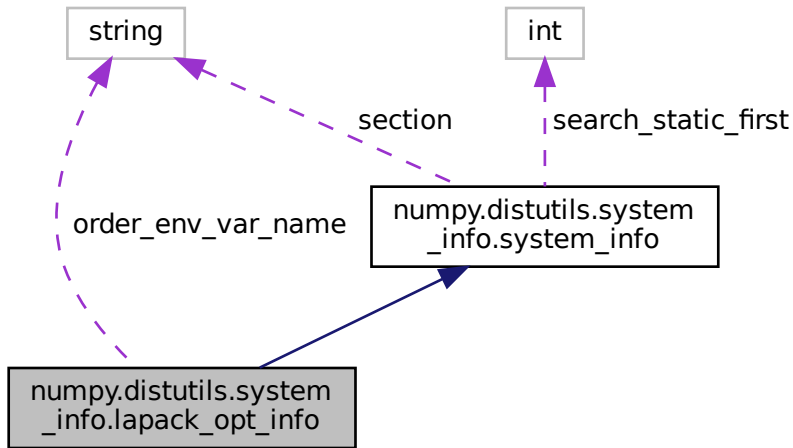 string
int
section
search_static_first
order_env_var_name
numpy.distutils.system
_info.system_info
numpy.distutils.system
_info.lapack_opt_info